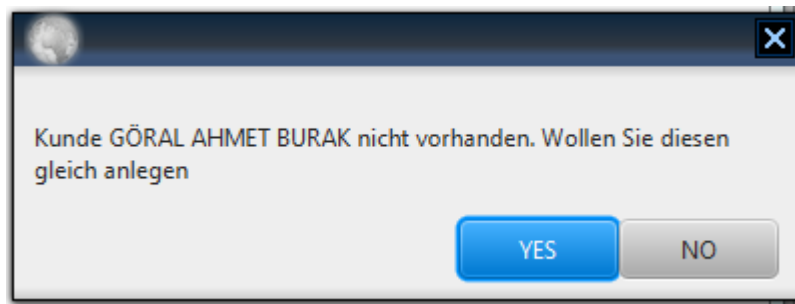 Kunde GÖRAL AHMET BURAK nicht vorhanden. Wollen Sie diesen
gleich anlegen
YES
NO